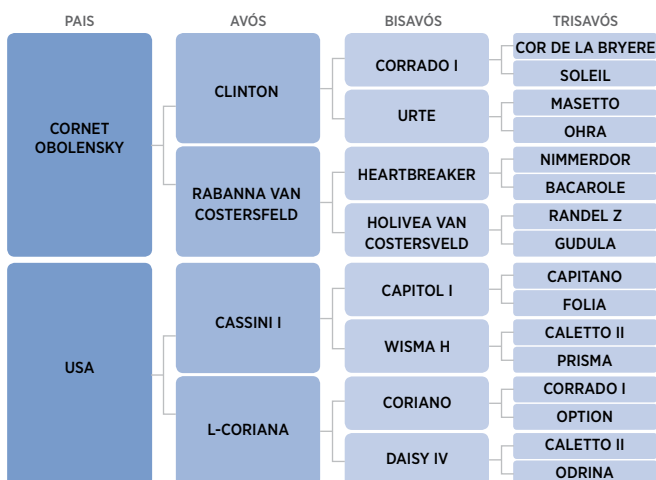 PAIS
AVÓS
BISAVÓS
TRISAVÓS
CORNET
OBOLENSKY
CLINTON
CORRADO I
COR DE LA BRYERE
SOLEIL
URTE
MASETTO
OHRA
RABANNA VAN
COSTERSFELD
HEARTBREAKER
NIMMERDOR
BACAROLE
HOLIVEA VAN
COSTERSVELD
RANDEL Z
GUDULA
USA
CASSINI I
CAPITOL I
CAPITANO
FOLIA
WISMA H
CALETTO II
PRISMA
L-CORIANA
CORIANO
CORRADO I
OPTION
DAISY IV
CALETTO II
ODRINA